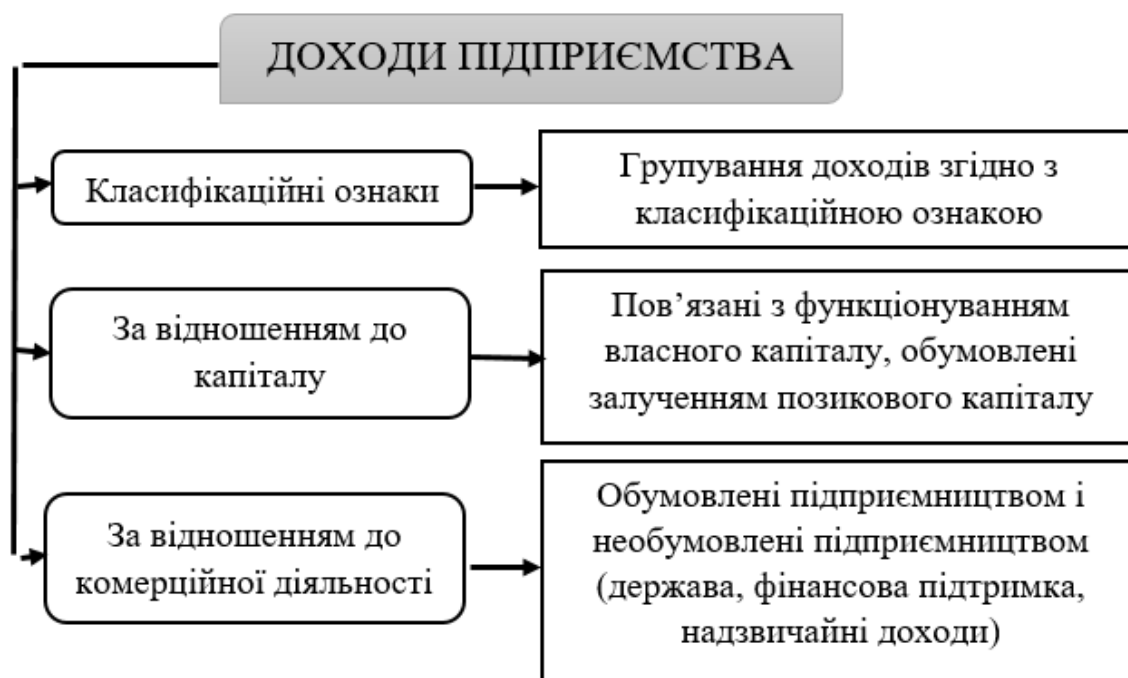 ДОХОДИ ПІДПРИЄМСТВА
Класифікаційні ознаки
Групування доходів згідно з
класифікаційною ознакою
За відношенням до
капіталу
Пов’язані з функціонуванням
власного капіталу, обумовлені
залученням позикового капіталу
За відношенням до
комерційної діяльності
Обумовлені підприємництвом і
необумовлені підприємництвом
(держава, фінансова підтримка,
надзвичайні доходи)